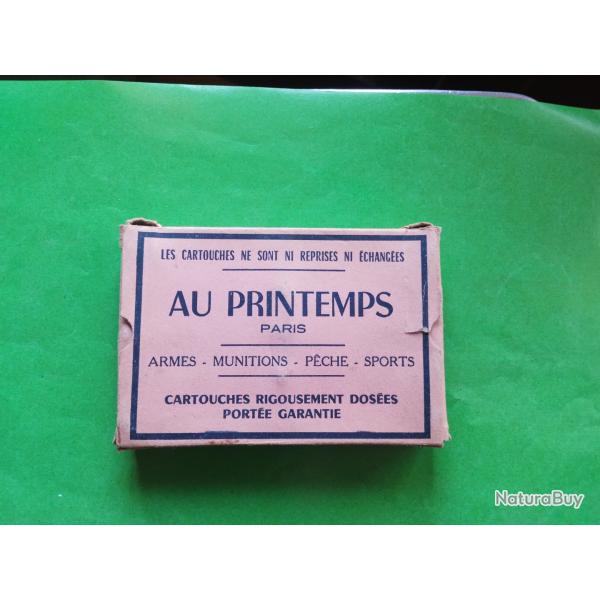 LES CARTOUCHES NE SONT NI REPRISES NI ÉCHANGÉES
AU PRINTEMPS
PARIS
ARMES - MUNITIONS - PÊCHE - SPORTS
CARTOUCHES RIGOUSEMENT DOSÉES
PORTÉE GARANTIE
NaturaBuy